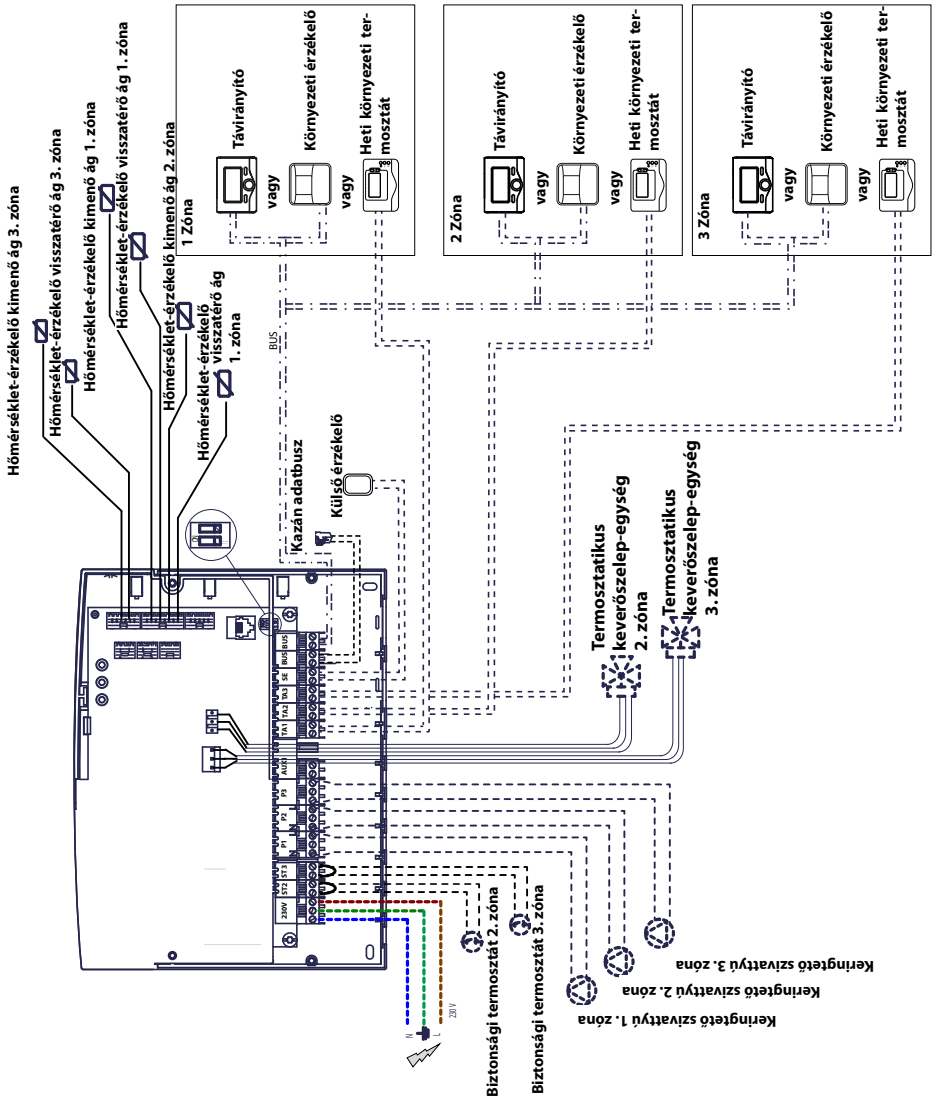 Hőmérséklet-érzékelő kimenő ág 3. zóna
Hőmérséklet-érzékelő visszatérő ág 3. zóna
Hőmérséklet-érzékelő kimenő ág 1. zóna
Hőmérséklet-érzékelő visszatérő ág 1. zóna
Hőmérséklet-érzékelő kimenő ág 2. zóna
Hőmérséklet-érzékelő
visszatérő ág
1. zóna
1 Zóna
Távirányító
vagy
Környezeti érzékelő
vagy
Heti környezeti ter-
mosztát
2 Zóna
Távirányító
vagy
Környezeti érzékelő
vagy
Heti környezeti ter-
mosztát
3 Zóna
Távirányító
vagy
Környezeti érzékelő
vagy
Heti környezeti ter-
mosztát
BUS
Kazán adatbusz
Külső érzékelő
Termosztatikus
keverőszelep-egység
2. zóna
Termosztatikus
keverőszelep-egység
3. zóna
230V
ST2
ST3
P1
P2
P3
AUX1
TA1
TA2
TA3
SE
BUS
BUS
N
L
230 V
Biztonsági termosztát 2. zóna
Biztonsági termosztát 3. zóna
Keringtető szivattyú 1. zóna
Keringtető szivattyú 2. zóna
Keringtető szivattyú 3. zóna